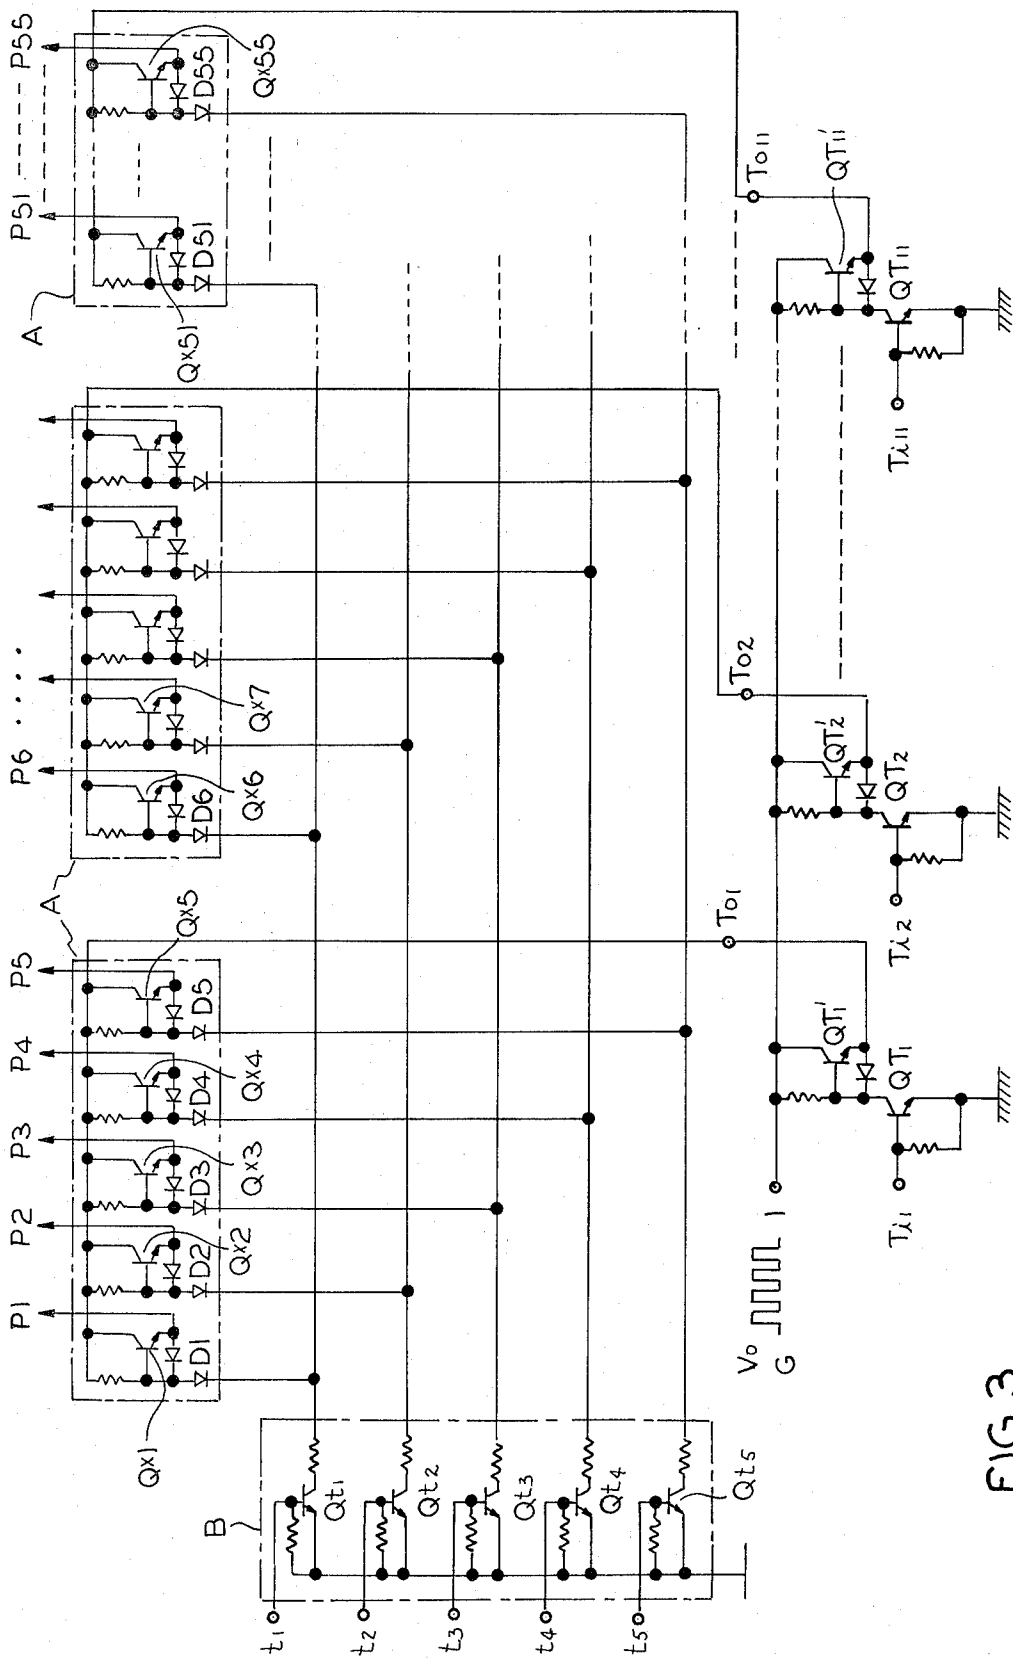 P1 P2 P3 P4 P5 P6 . . . . P51 P55
A
A
Qx1 D1 Qx2 D2 Qx3 D3 Qx4 D4 Qx5 D5
Qx6 D6 Qx7
Qx51 D51 Qx55 D55
B
t1 Qt1
t2 Qt2
t3 Qt3
t4 Qt4
t5 Qt5
To1 To2 To11
Vo
G
1
QT1' QT2' QT11'
QT1 QT2 QT11
Ti1 Ti2 Ti11
FIG.3